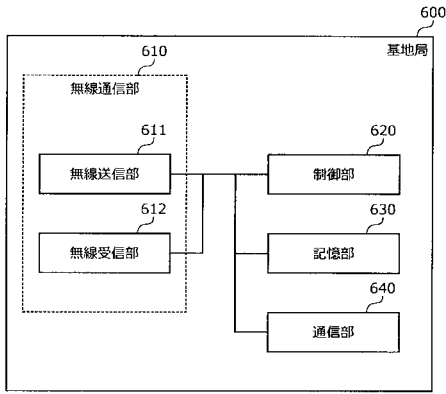 600
基地局
610
無線通信部
611
無線送信部
612
無線受信部
620
制御部
630
記憶部
640
通信部